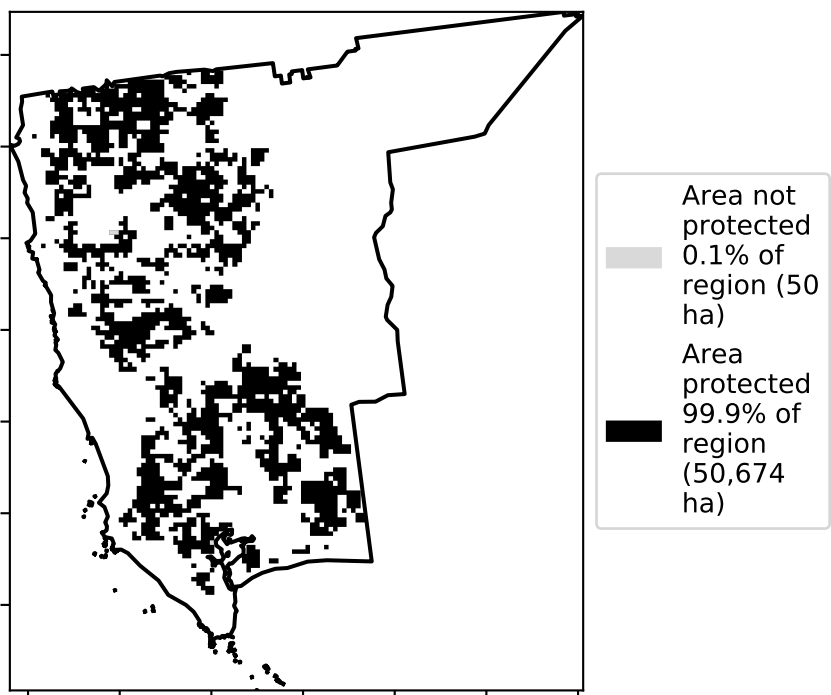 Area not
protected
0.1% of
region (50
ha)
Area
protected
99.9% of
region
(50,674
ha)